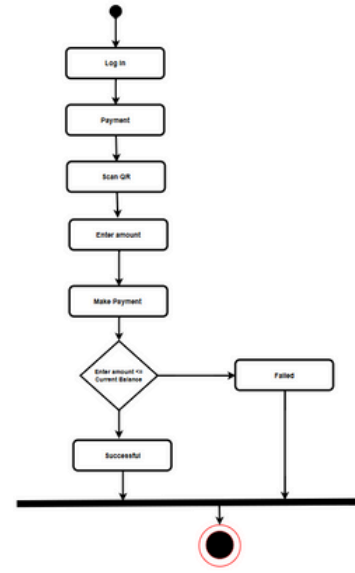 Log In
Payment
Scan QR
Enter amount
Make Payment
Enter amount <=
Current Balance
Failed
Successful